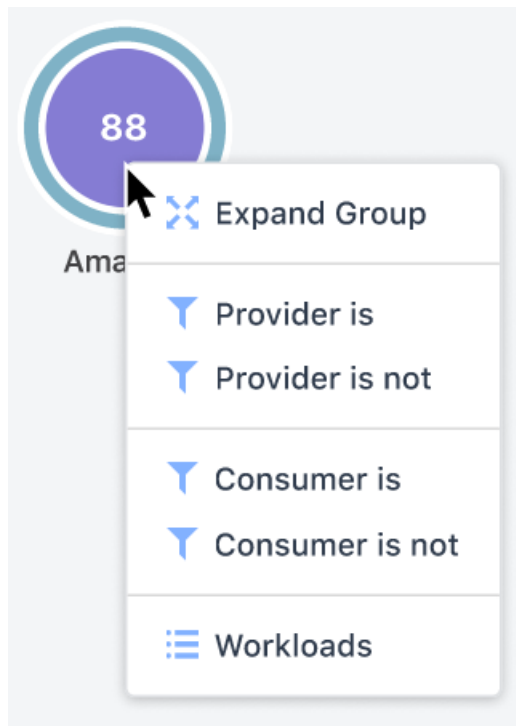 88
Expand Group
Ama
Provider is
Provider is not
Consumer is
Consumer is not
Workloads